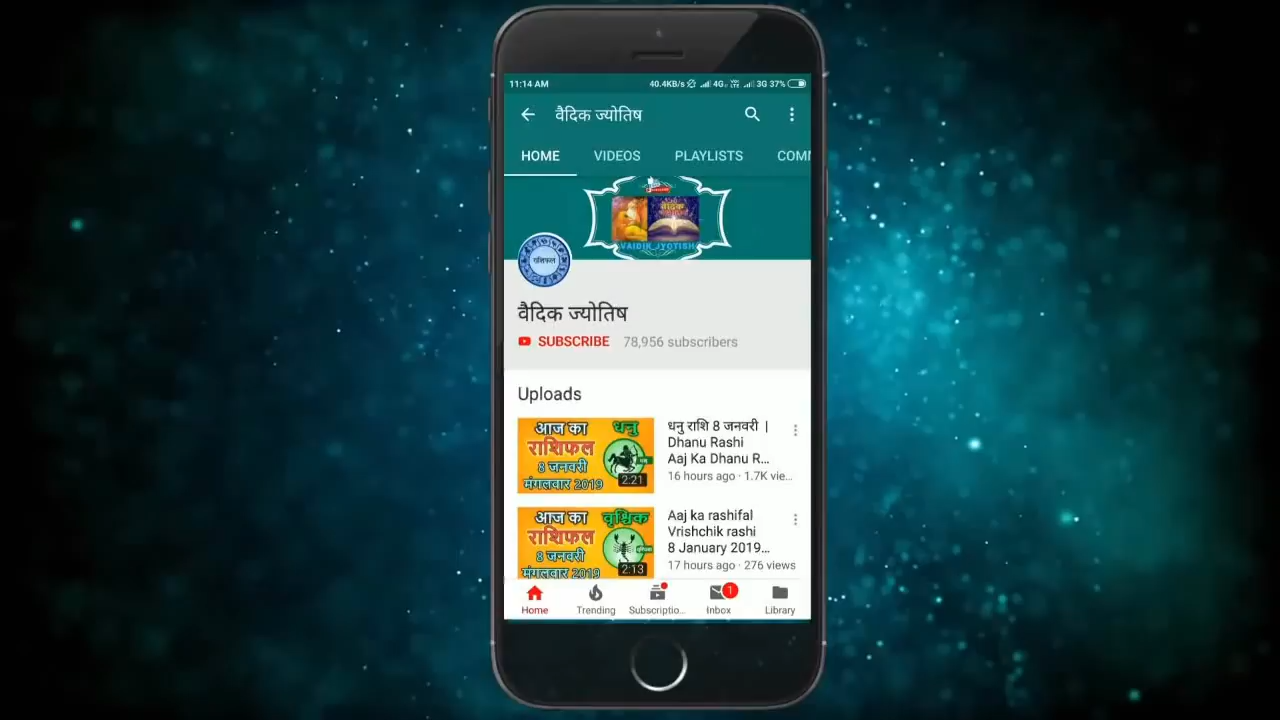 11:14 AM
40.4KB/s 4G 3G 37%
वैदिक ज्योतिष
HOME VIDEOS PLAYLISTS COMM
वैदिक
VAIDIK JYOTISH
राशिफल
वैदिक ज्योतिष
SUBSCRIBE 78,956 subscribers
Uploads
आज का धनु
राशिफल
8 जनवरी
मंगलवार 2019
2:21
धनु राशि 8 जनवरी |
Dhanu Rashi
Aaj Ka Dhanu R...
16 hours ago · 1.7K vie...
आज का वृश्चिक
राशिफल
8 जनवरी
मंगलवार 2019
2:13
Aaj ka rashifal
Vrishchik rashi
8 January 2019...
17 hours ago · 276 views
1
Home Trending Subscriptio... Inbox Library